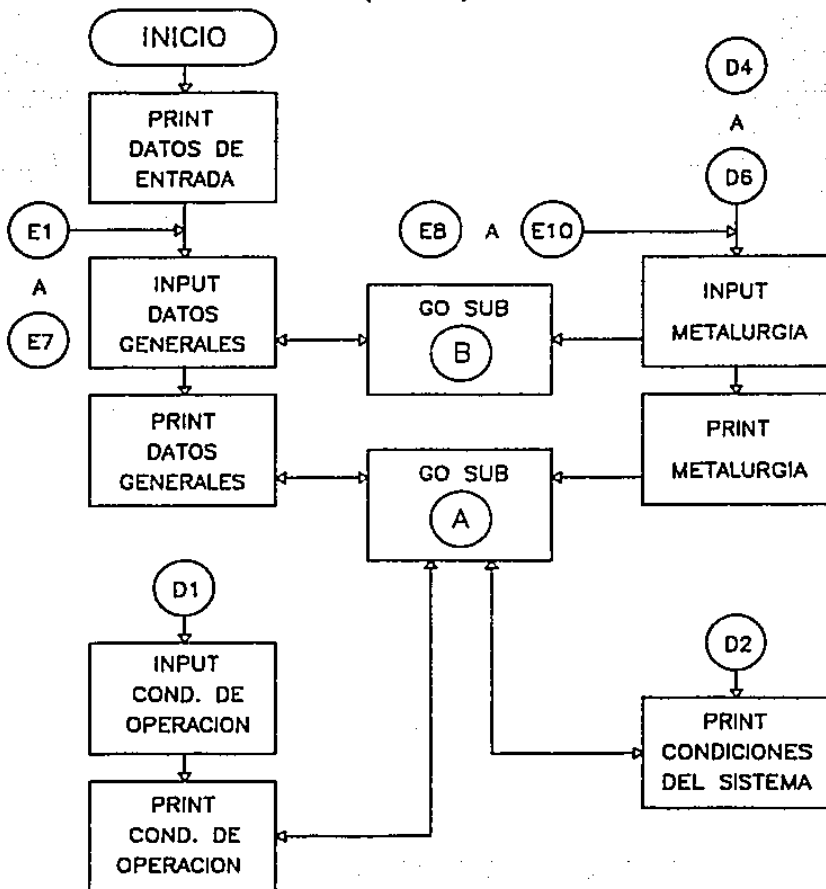 INICIO
PRINT
DATOS DE
ENTRADA
E1
A
E7
INPUT
DATOS
GENERALES
PRINT
DATOS
GENERALES
E8 A E10
GO SUB
B
GO SUB
A
D4
A
D6
INPUT
METALURGIA
PRINT
METALURGIA
D1
INPUT
COND. DE
OPERACION
PRINT
COND. DE
OPERACION
D2
PRINT
CONDICIONES
DEL SISTEMA